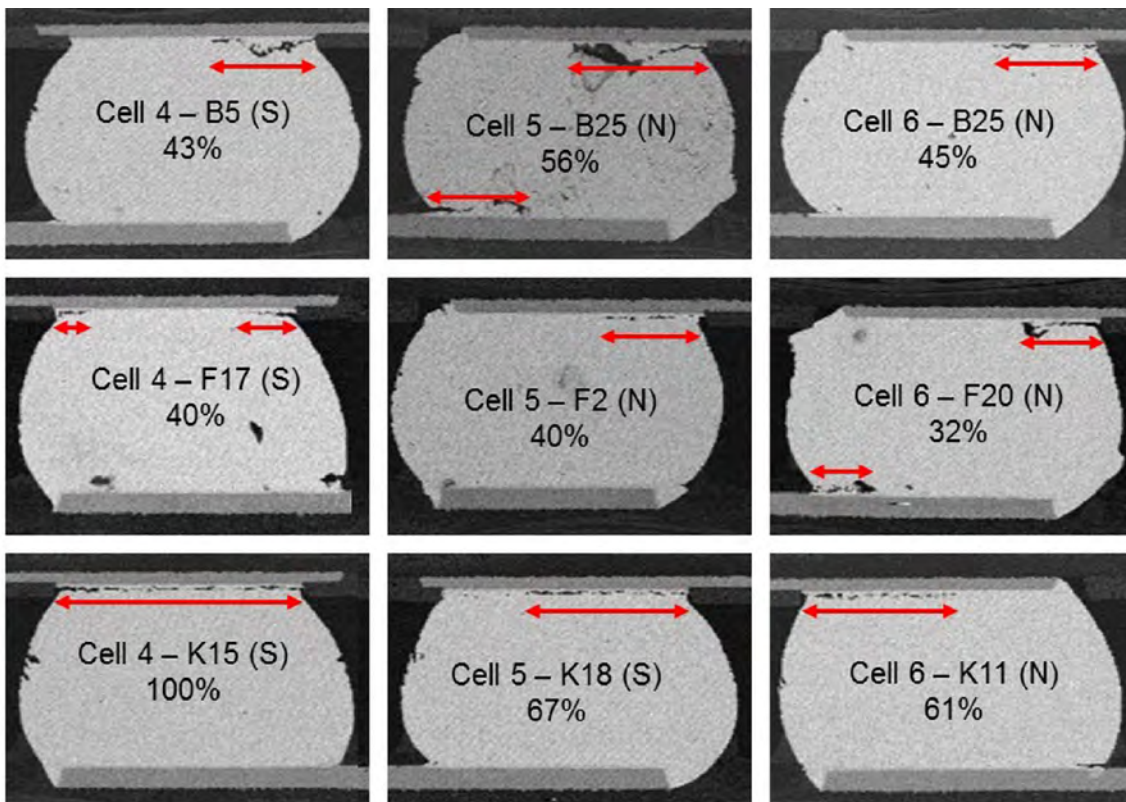 Cell 4 – B5 (S)
43%
Cell 5 – B25 (N)
56%
Cell 6 – B25 (N)
45%
Cell 4 – F17 (S)
40%
Cell 5 – F2 (N)
40%
Cell 6 – F20 (N)
32%
Cell 4 – K15 (S)
100%
Cell 5 – K18 (S)
67%
Cell 6 – K11 (N)
61%